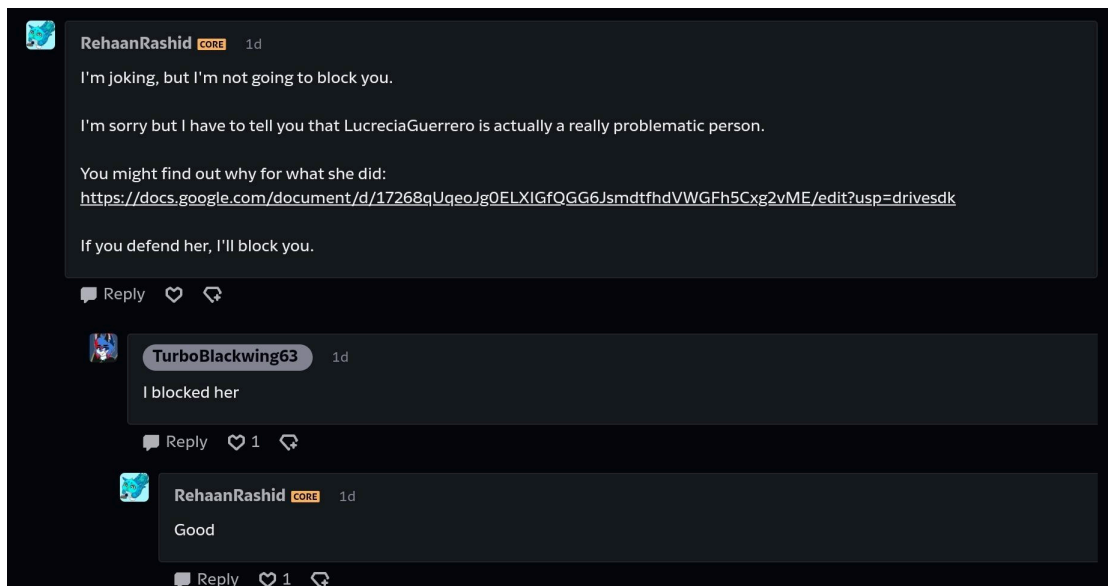 RehaanRashid CORE 1d
I'm joking, but I'm not going to block you.
I'm sorry but I have to tell you that LucreciaGuerrero is actually a really problematic person.
You might find out why for what she did:
https://docs.google.com/document/d/17268qUqeoJg0ELXIGfQGG6JsmdtfhdVWGFh5Cxg2vME/edit?usp=drivesdk
If you defend her, I'll block you.
Reply
TurboBlackwing63 1d
I blocked her
Reply 1
RehaanRashid CORE 1d
Good
Reply 1